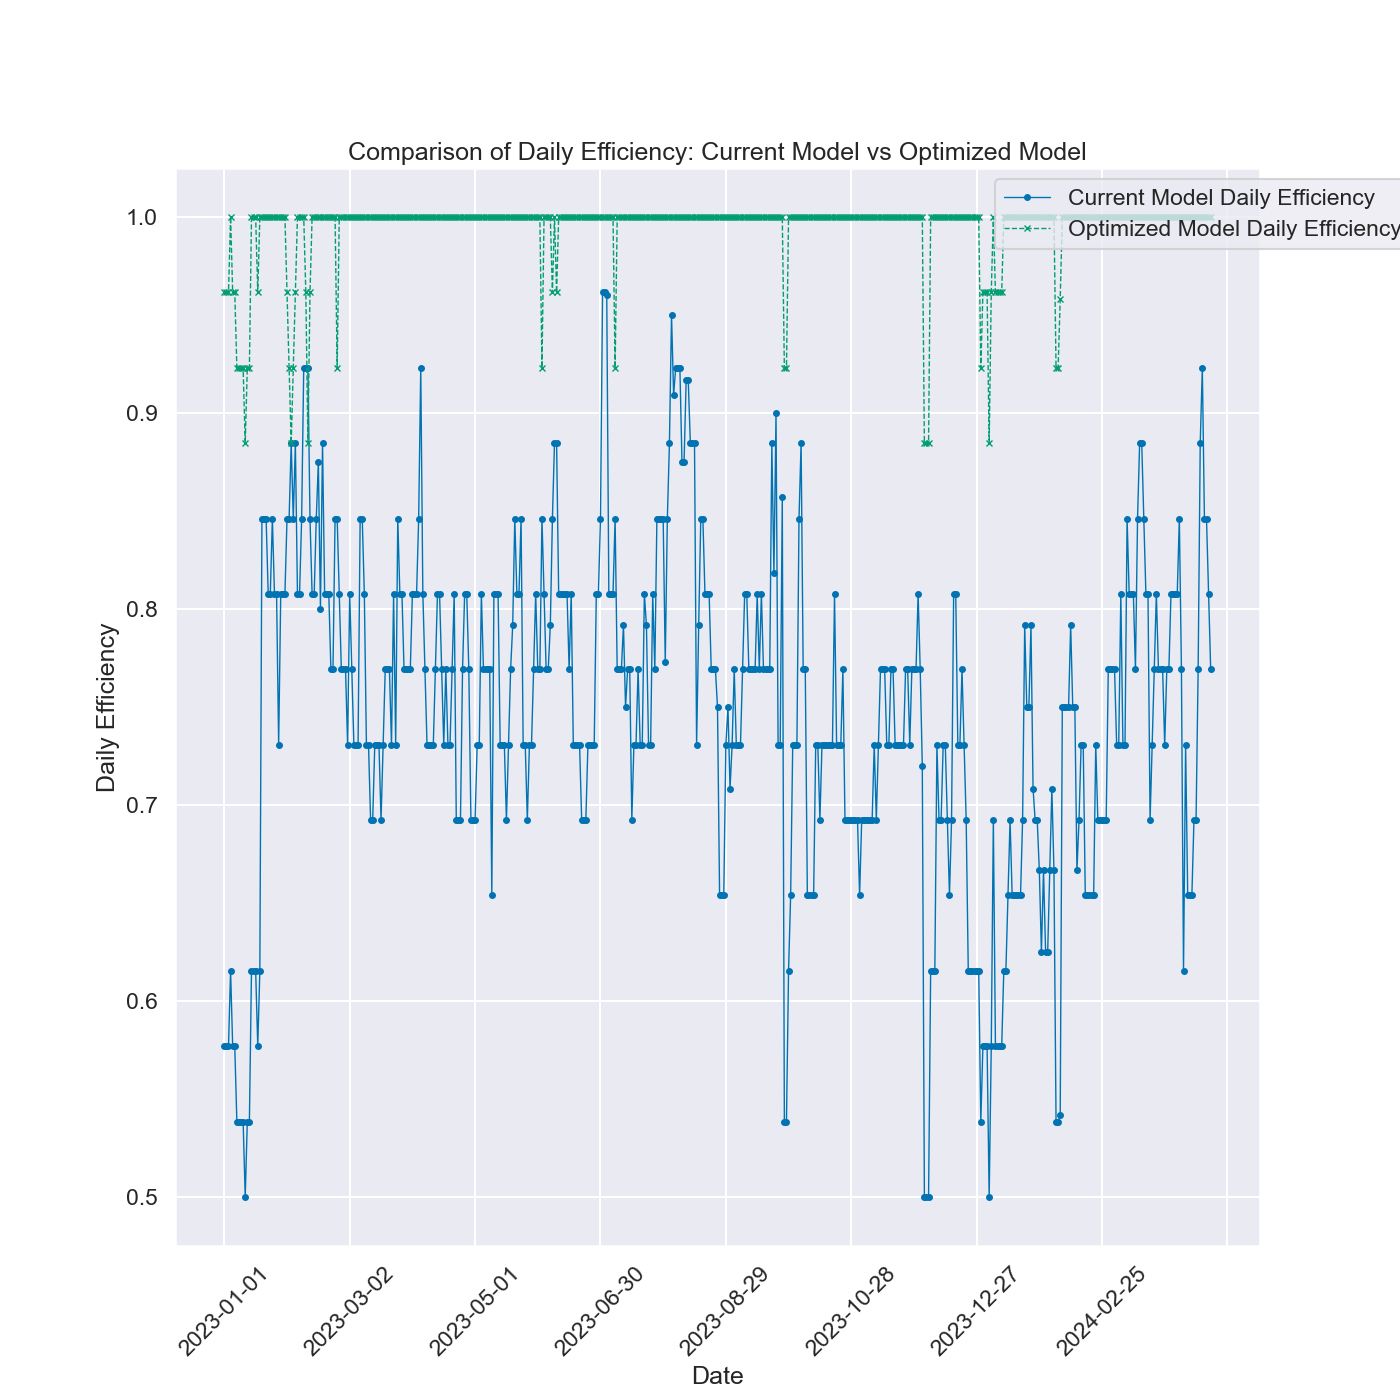 Comparison of Daily Efficiency: Current Model vs Optimized Model
Current Model Daily Efficiency
Optimized Model Daily Efficiency
1.0
0.9
0.8
0.7
0.6
0.5
Daily Efficiency
2023-01-01
2023-03-02
2023-05-01
2023-06-30
2023-08-29
2023-10-28
2023-12-27
2024-02-25
Date